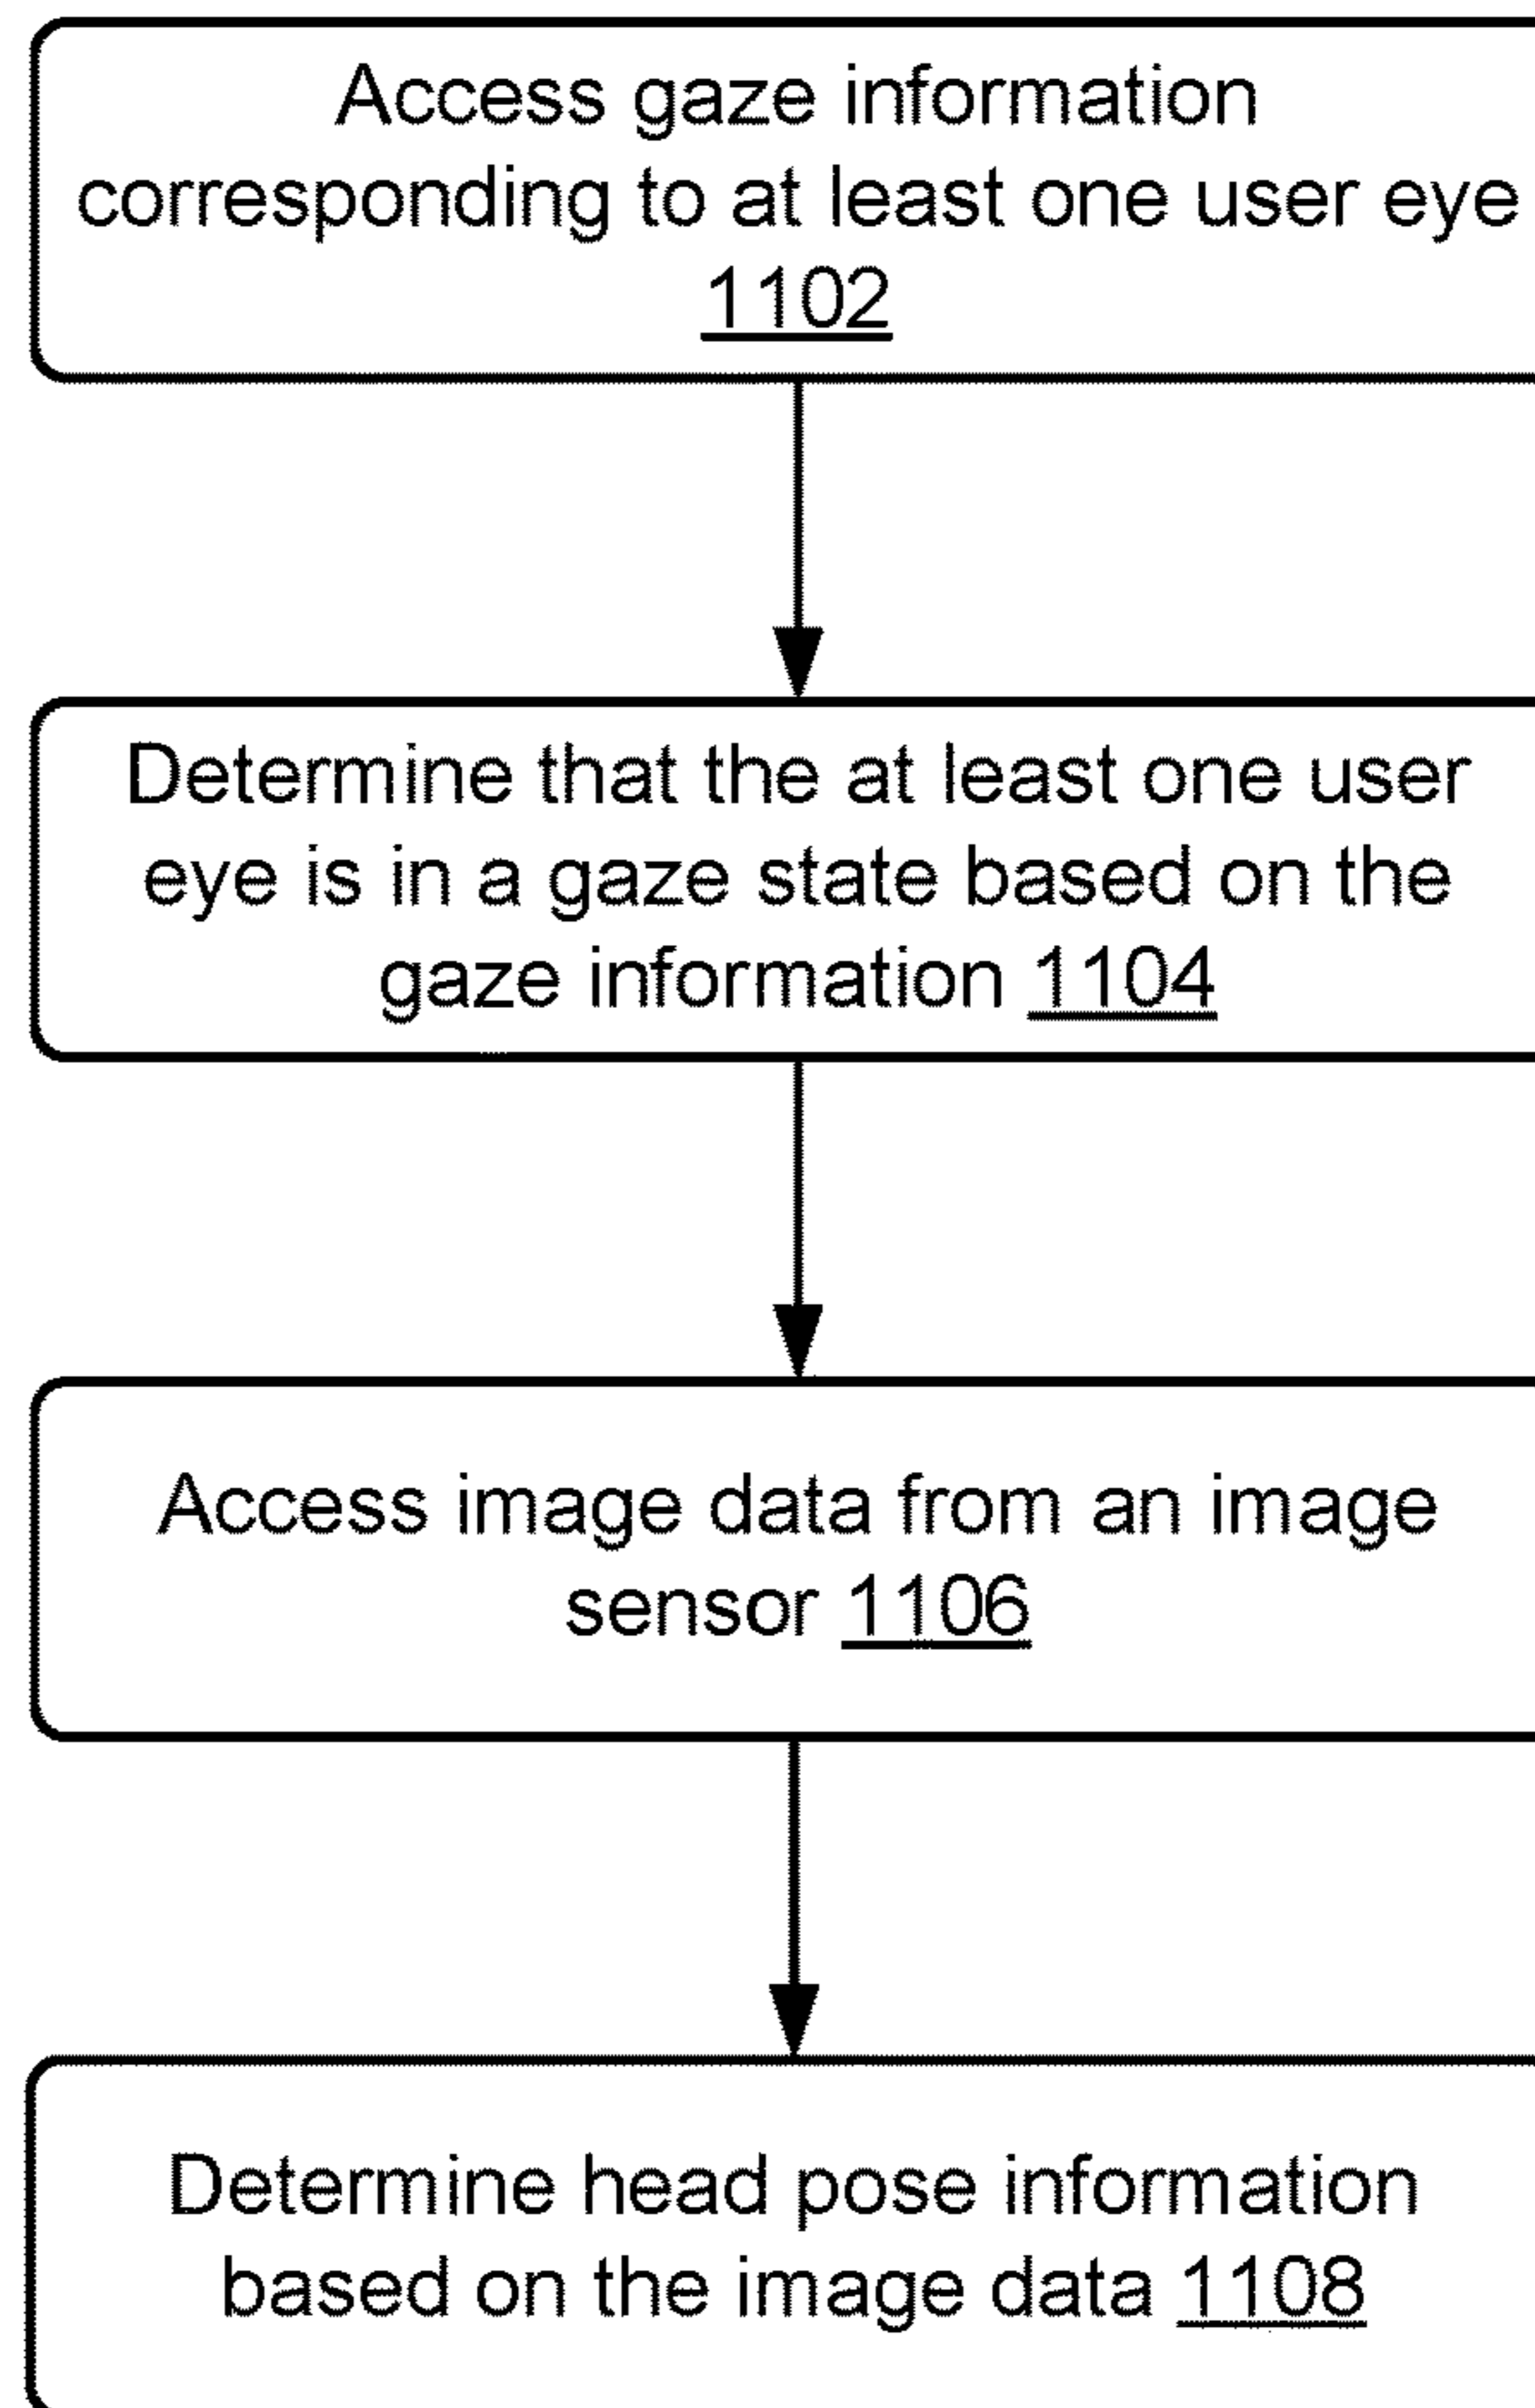 Access gaze information
corresponding to at least one user eye
1102
Determine that the at least one user
eye is in a gaze state based on the
gaze information 1104
Access image data from an image
sensor 1106
Determine head pose information
based on the image data 1108